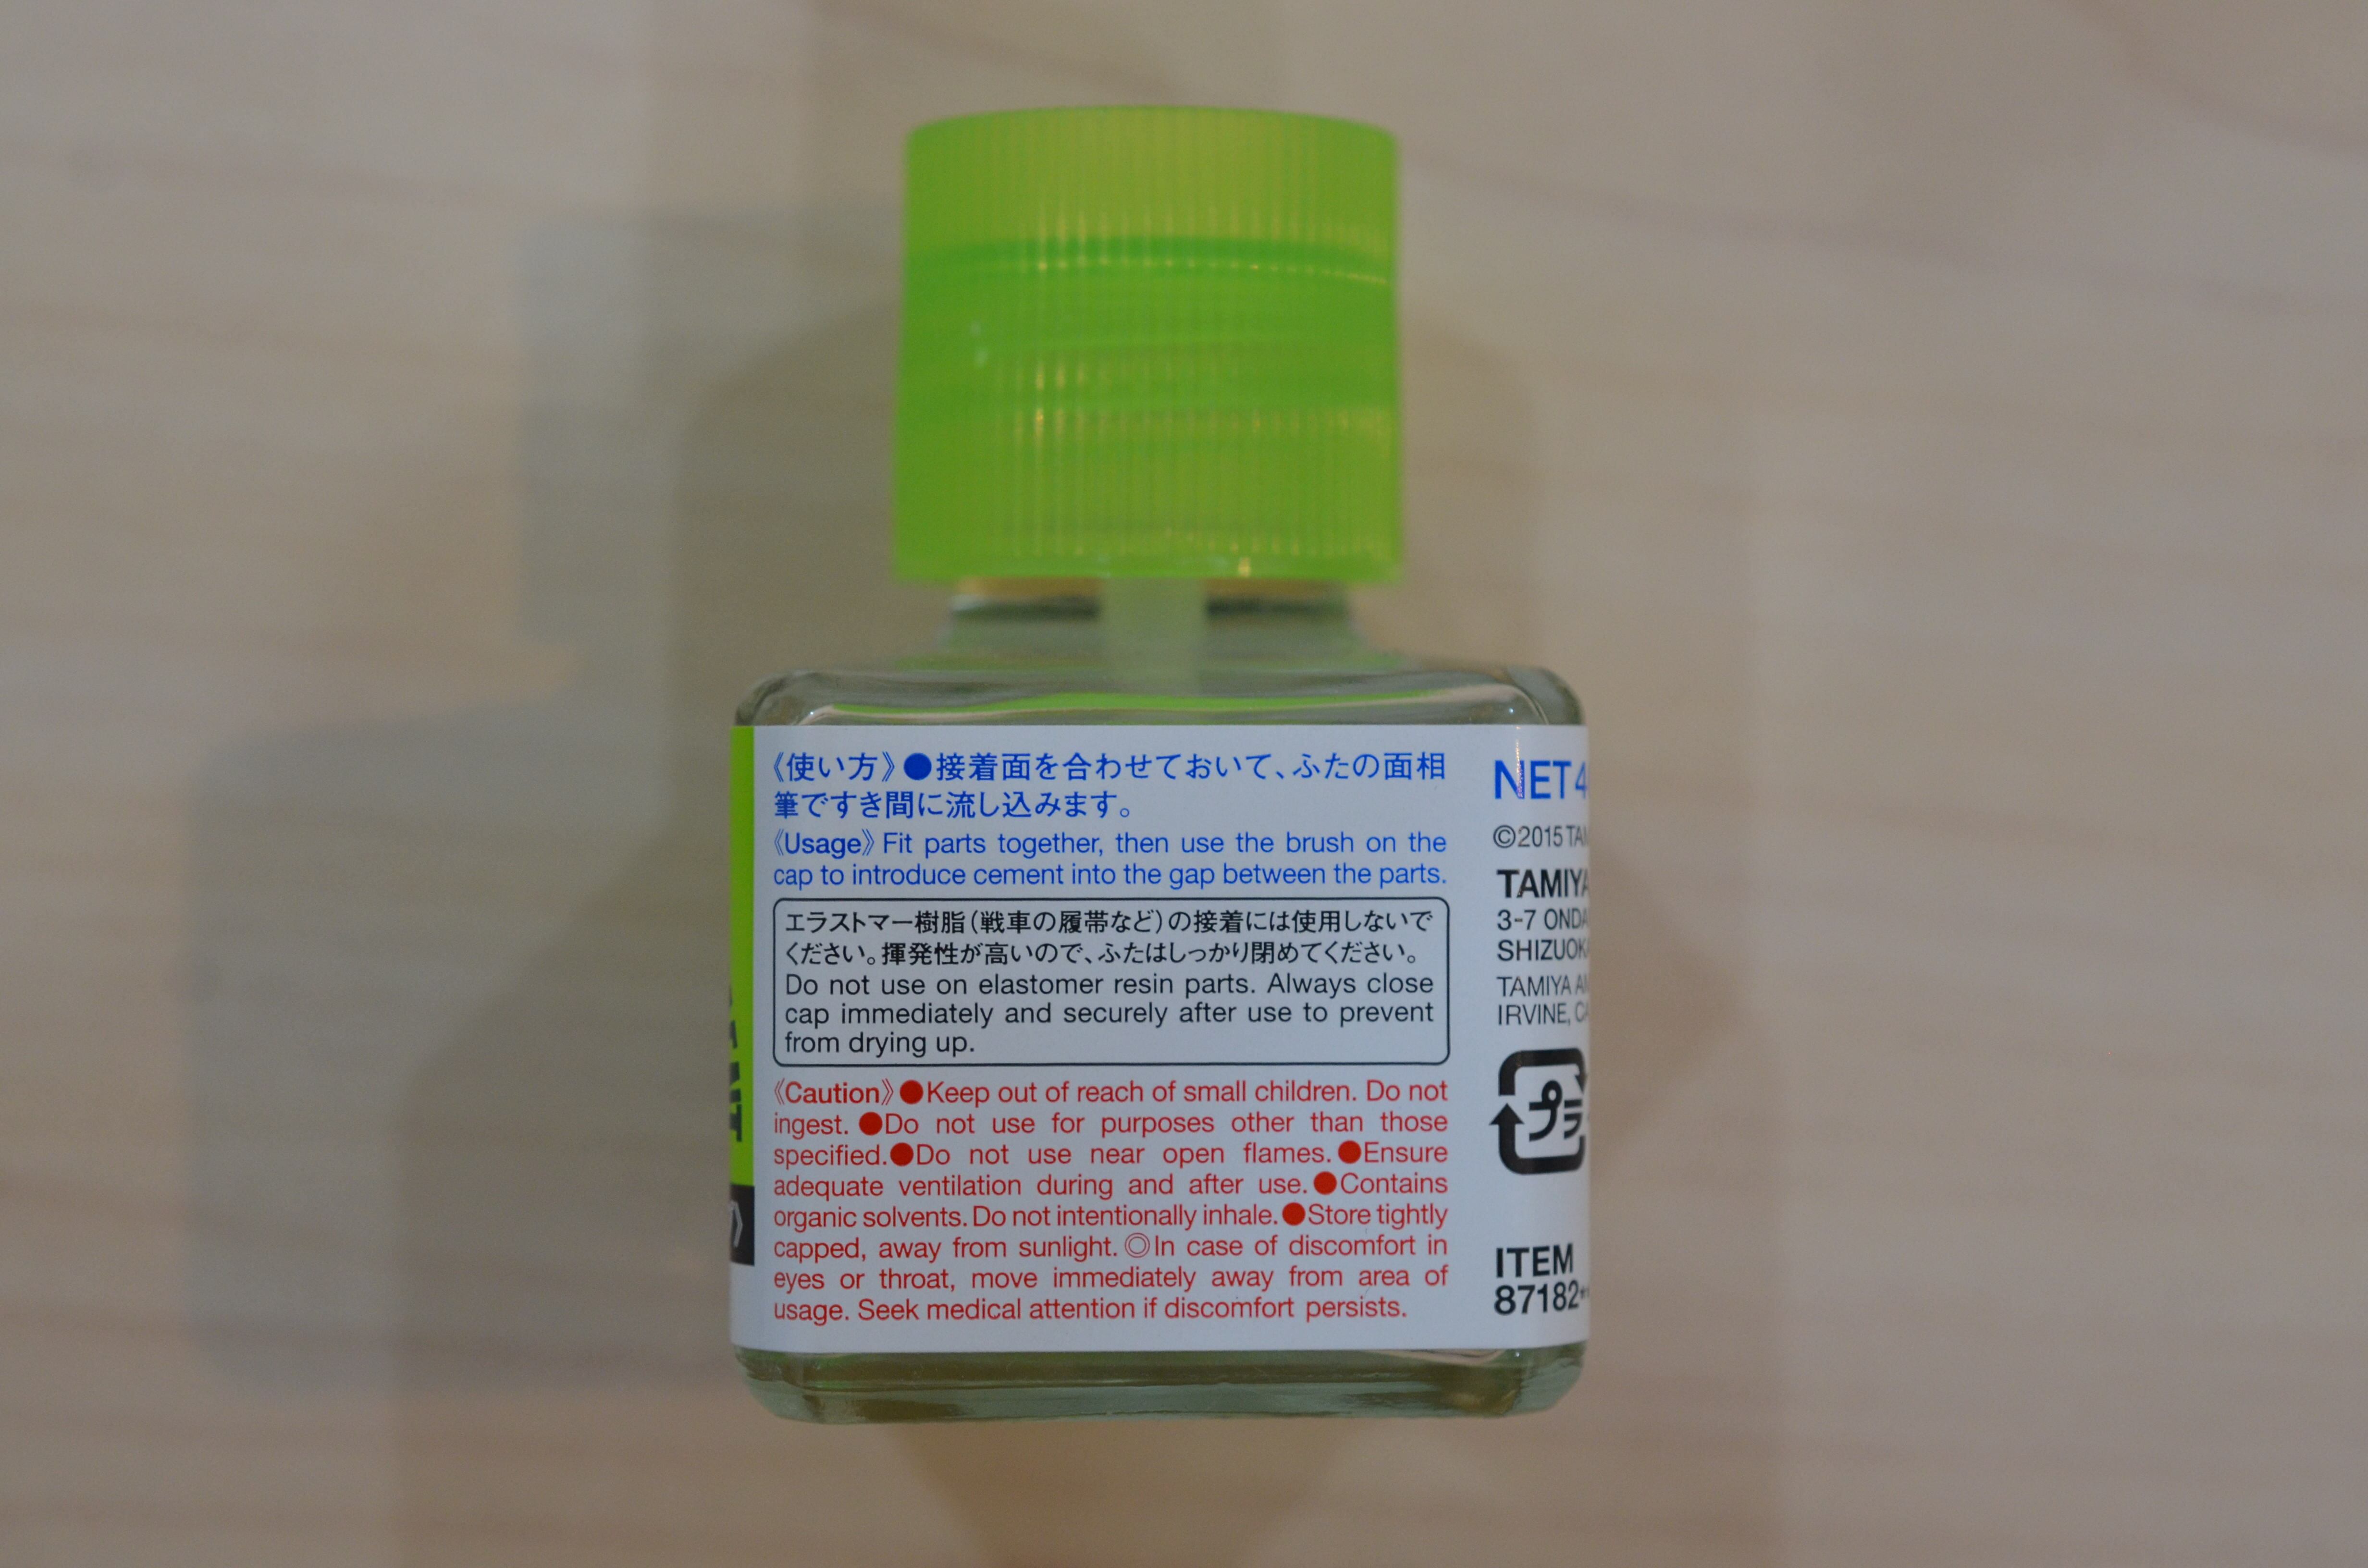 《使い方》●接着面を合わせておいて、ふたの面相
筆ですき間に流し込みます。
《Usage》Fit parts together, then use the brush on the
cap to introduce cement into the gap between the parts.
エラストマー樹脂(戦車の履帯など)の接着には使用しないで
ください。揮発性が高いので、ふたはしっかり閉めてください。
Do not use on elastomer resin parts. Always close
cap immediately and securely after use to prevent
from drying up.
《Caution》●Keep out of reach of small children. Do not
ingest. ●Do not use for purposes other than those
specified.●Do not use near open flames. ●Ensure
adequate ventilation during and after use. ●Contains
organic solvents. Do not intentionally inhale. ●Store tightly
capped, away from sunlight. ◎In case of discomfort in
eyes or throat, move immediately away from area of
usage. Seek medical attention if discomfort persists.
NET 4
©2015
TAMIYA
3-7
TAMIYA
IRVINE,
プラ
ITEM
87182